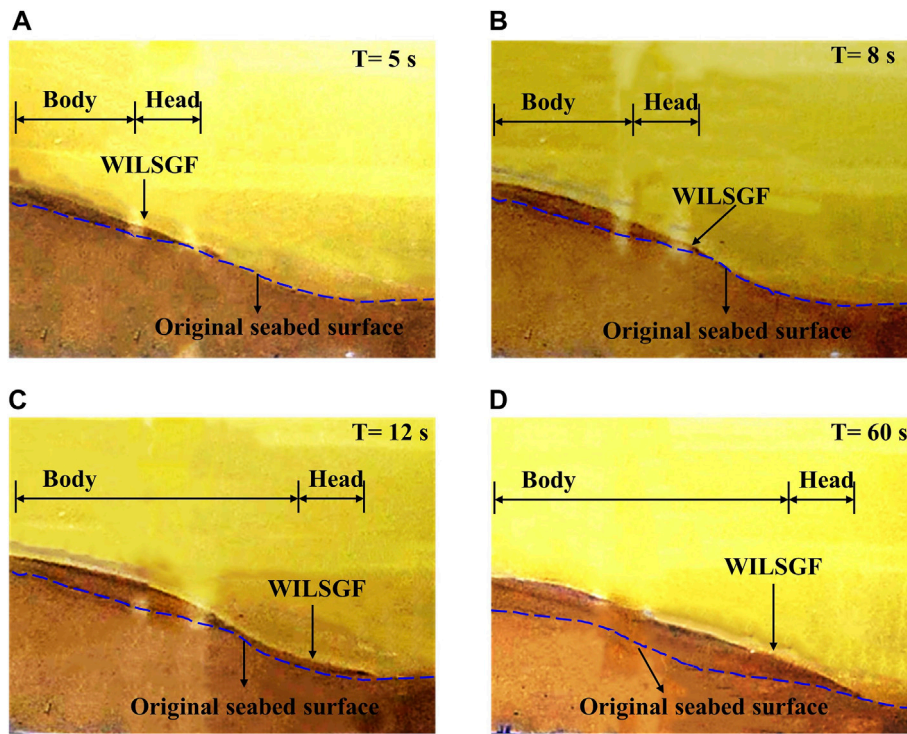 A
T= 5 s
Body
Head
WILSGF
Original seabed surface
B
T= 8 s
Body
Head
WILSGF
Original seabed surface
C
T= 12 s
Body
Head
WILSGF
Original seabed surface
D
T= 60 s
Body
Head
WILSGF
Original seabed surface